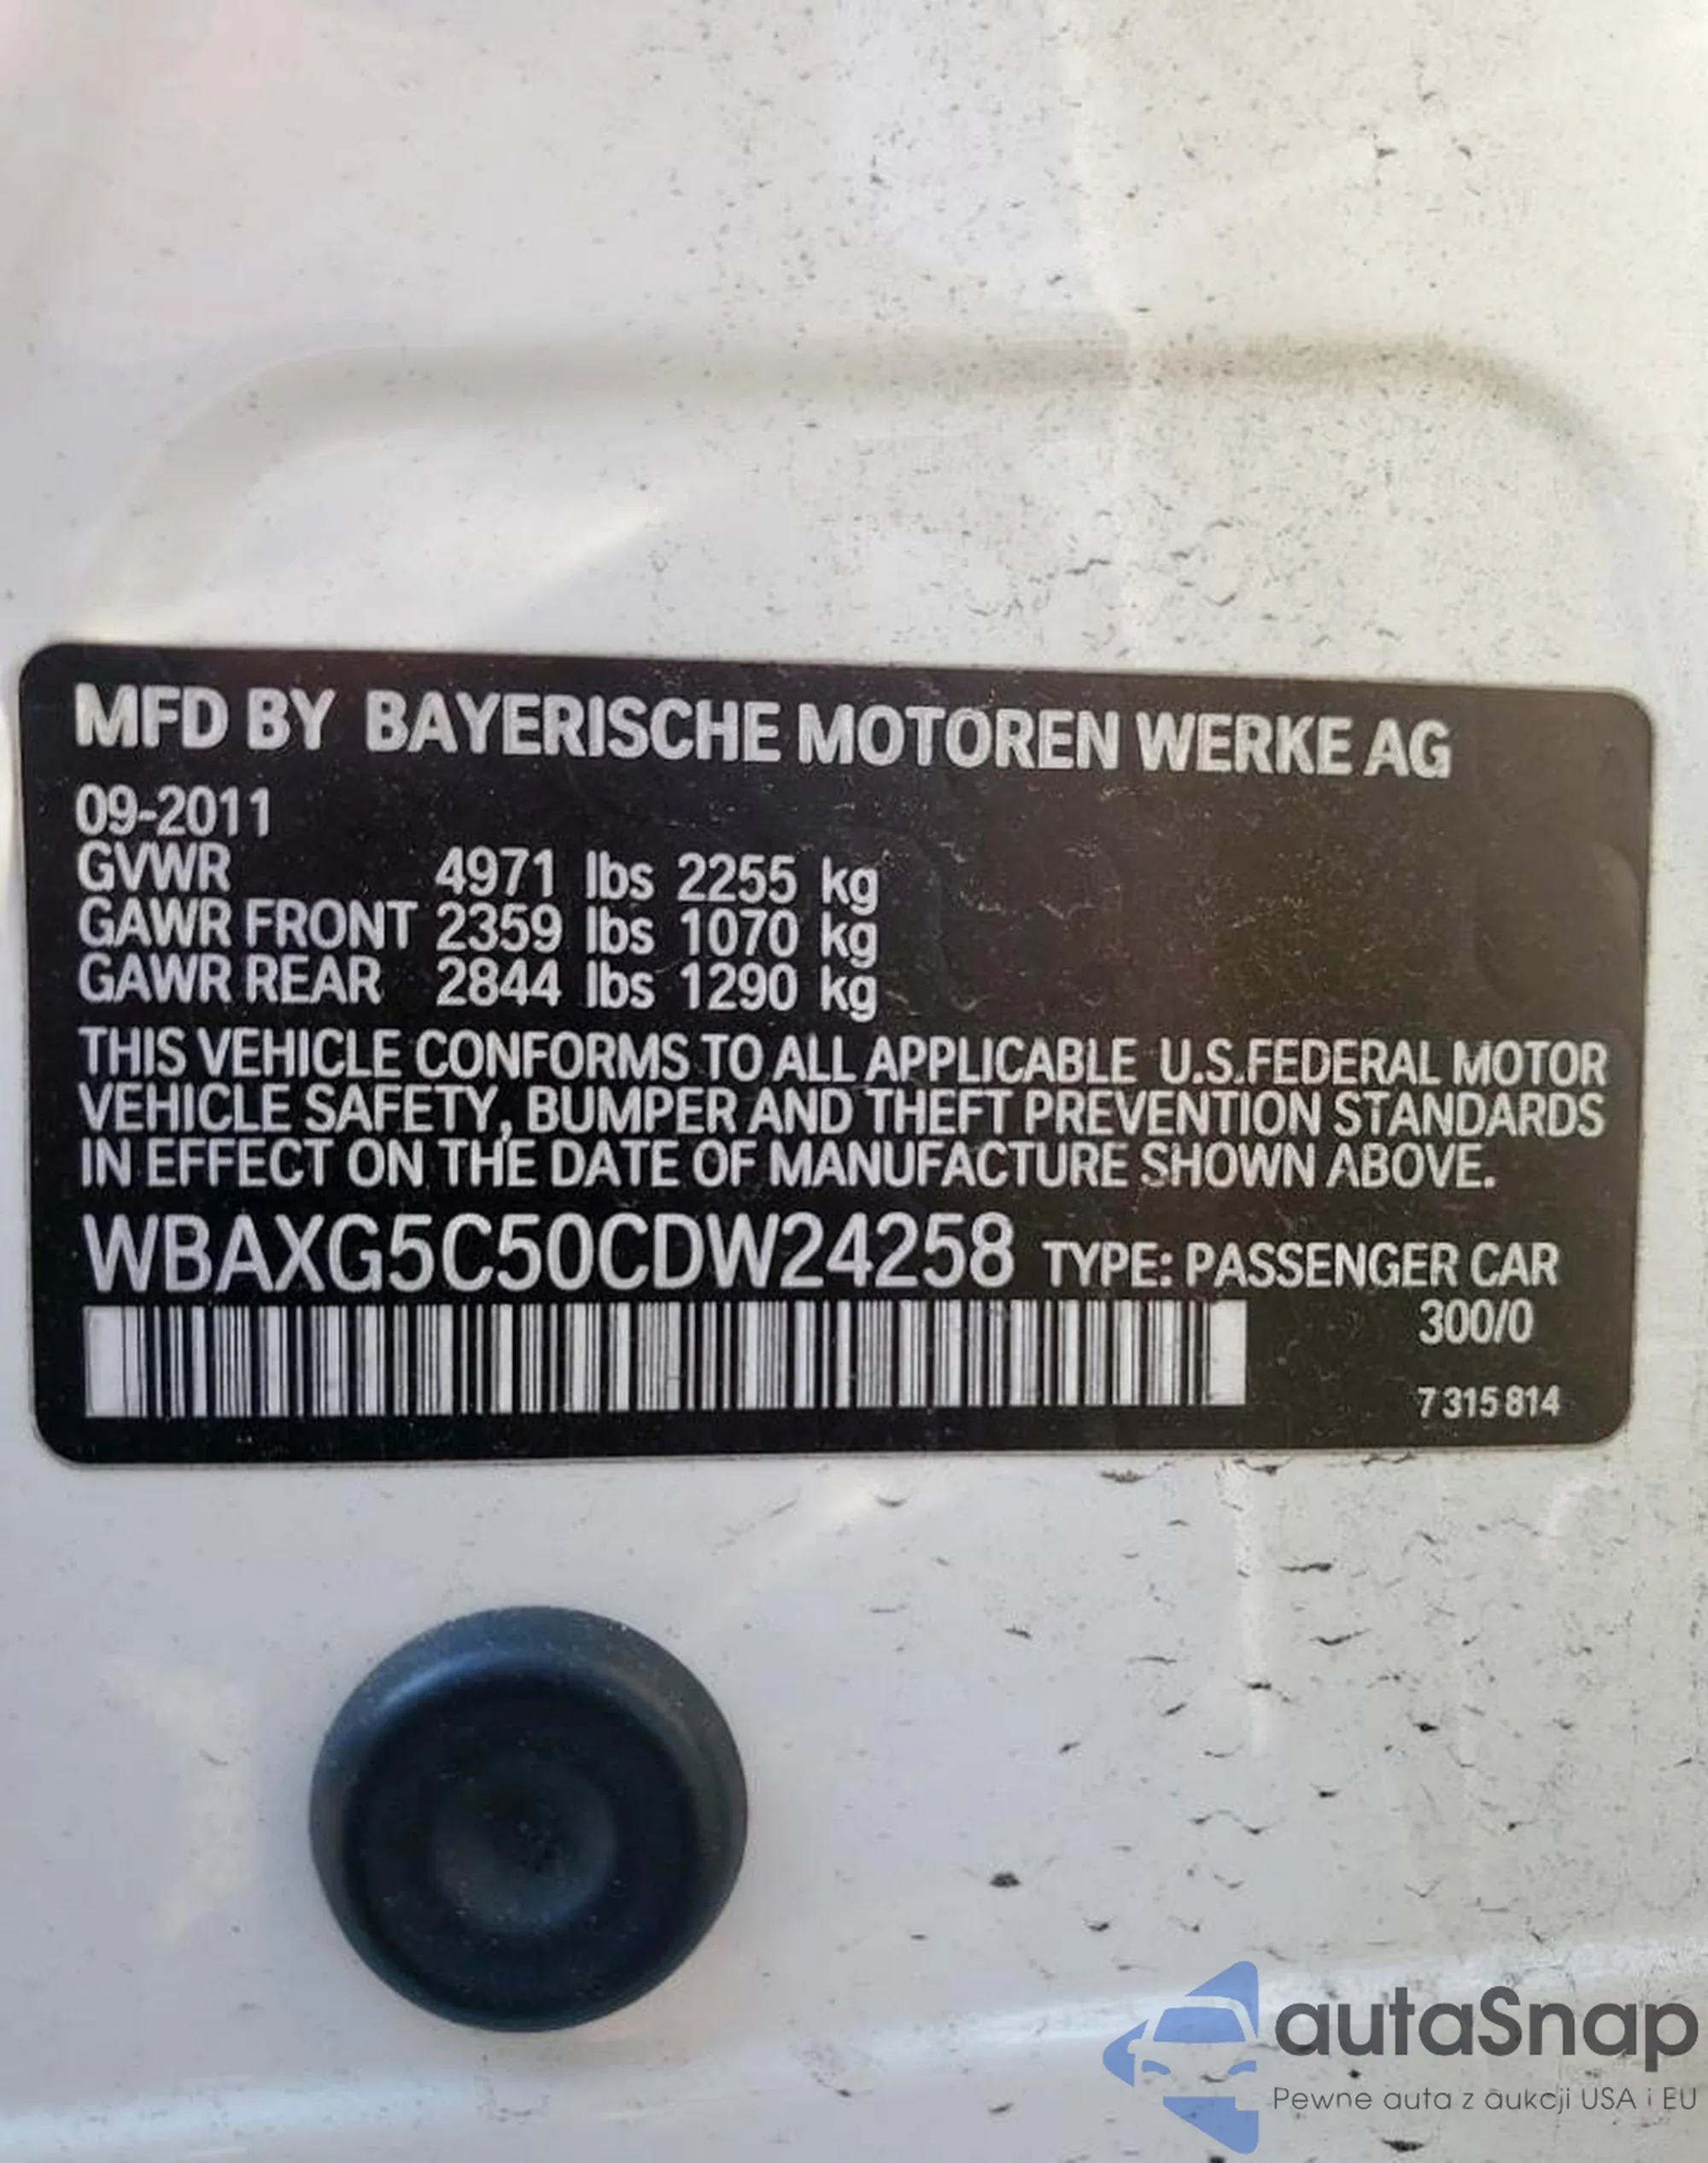 MFD BY BAYERISCHE MOTOREN WERKE AG
09-2011
GVWR 4971 lbs 2255 kg
GAWR FRONT 2359 lbs 1070 kg
GAWR REAR 2844 lbs 1290 kg
THIS VEHICLE CONFORMS TO ALL APPLICABLE U.S.FEDERAL MOTOR
VEHICLE SAFETY, BUMPER AND THEFT PREVENTION STANDARDS
IN EFFECT ON THE DATE OF MANUFACTURE SHOWN ABOVE.
WBAXG5C50CDW24258 TYPE: PASSENGER CAR
300/0
7 315 814
autaSnap
Pewne auta z aukcji USA i EU